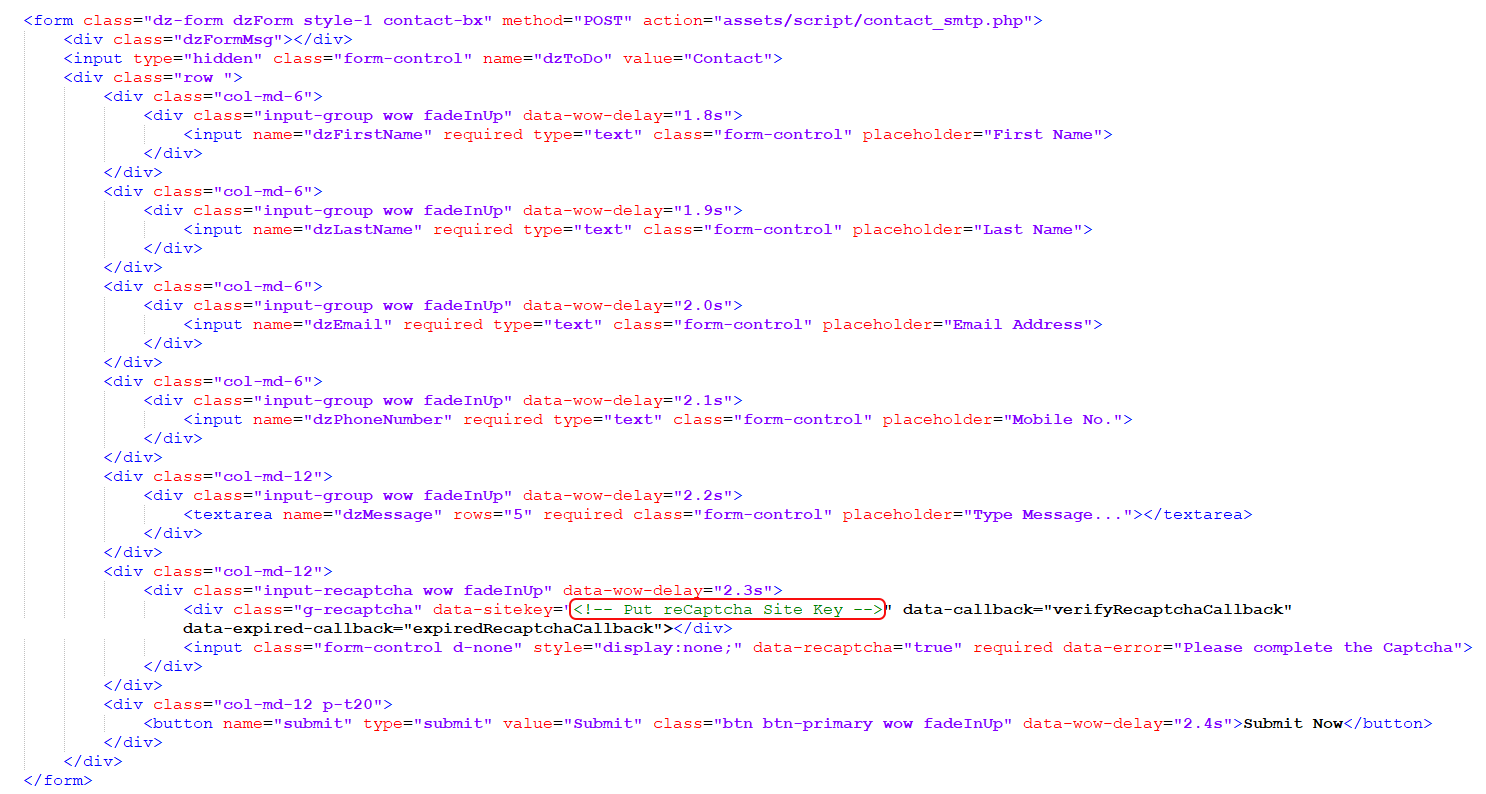 <form class="dz-form dzForm style-1 contact-bx" method="POST" action="assets/script/contact_smtp.php">
    <div class="dzFormMsg"></div>
    <input type="hidden" class="form-control" name="dzToDo" value="Contact">
    <div class="row ">
        <div class="col-md-6">
            <div class="input-group wow fadeInUp" data-wow-delay="1.8s">
                <input name="dzFirstName" required type="text" class="form-control" placeholder="First Name">
            </div>
        </div>
        <div class="col-md-6">
            <div class="input-group wow fadeInUp" data-wow-delay="1.9s">
                <input name="dzLastName" required type="text" class="form-control" placeholder="Last Name">
            </div>
        </div>
        <div class="col-md-6">
            <div class="input-group wow fadeInUp" data-wow-delay="2.0s">
                <input name="dzEmail" required type="text" class="form-control" placeholder="Email Address">
            </div>
        </div>
        <div class="col-md-6">
            <div class="input-group wow fadeInUp" data-wow-delay="2.1s">
                <input name="dzPhoneNumber" required type="text" class="form-control" placeholder="Mobile No.">
            </div>
        </div>
        <div class="col-md-12">
            <div class="input-group wow fadeInUp" data-wow-delay="2.2s">
                <textarea name="dzMessage" rows="5" required class="form-control" placeholder="Type Message..."></textarea>
            </div>
        </div>
        <div class="col-md-12">
            <div class="input-recaptcha wow fadeInUp" data-wow-delay="2.3s">
                <div class="g-recaptcha" data-sitekey="<!-- Put reCaptcha Site Key -->" data-callback="verifyRecaptchaCallback"
                data-expired-callback="expiredRecaptchaCallback"></div>
                <input class="form-control d-none" style="display:none;" data-recaptcha="true" required data-error="Please complete the Captcha">
            </div>
        </div>
        <div class="col-md-12 p-t20">
            <button name="submit" type="submit" value="Submit" class="btn btn-primary wow fadeInUp" data-wow-delay="2.4s">Submit Now</button>
        </div>
    </div>
</form>